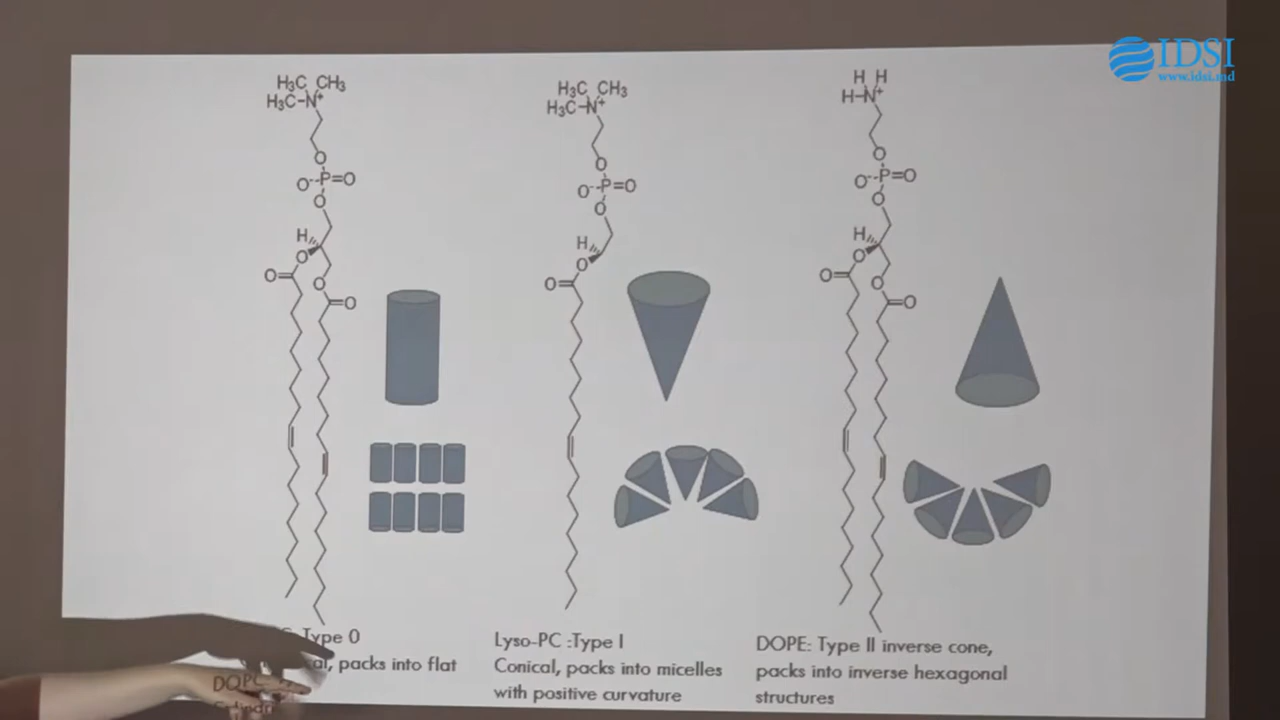 IDSI
www.idsi.md
H₃C CH₃
H₃C-N⁺
O
O⁻-P=O
O
H
O
O=
O
=O
H₃C CH₃
H₃C-N⁺
O
O⁻-P=O
O
H
O
O=
H H
H-N⁺
O
O⁻-P=O
O
H
O
O=
O
=O
Type 0
packs into flat
DOPC
Lyso-PC :Type I
Conical, packs into micelles
with positive curvature
DOPE: Type II inverse cone,
packs into inverse hexagonal
structures